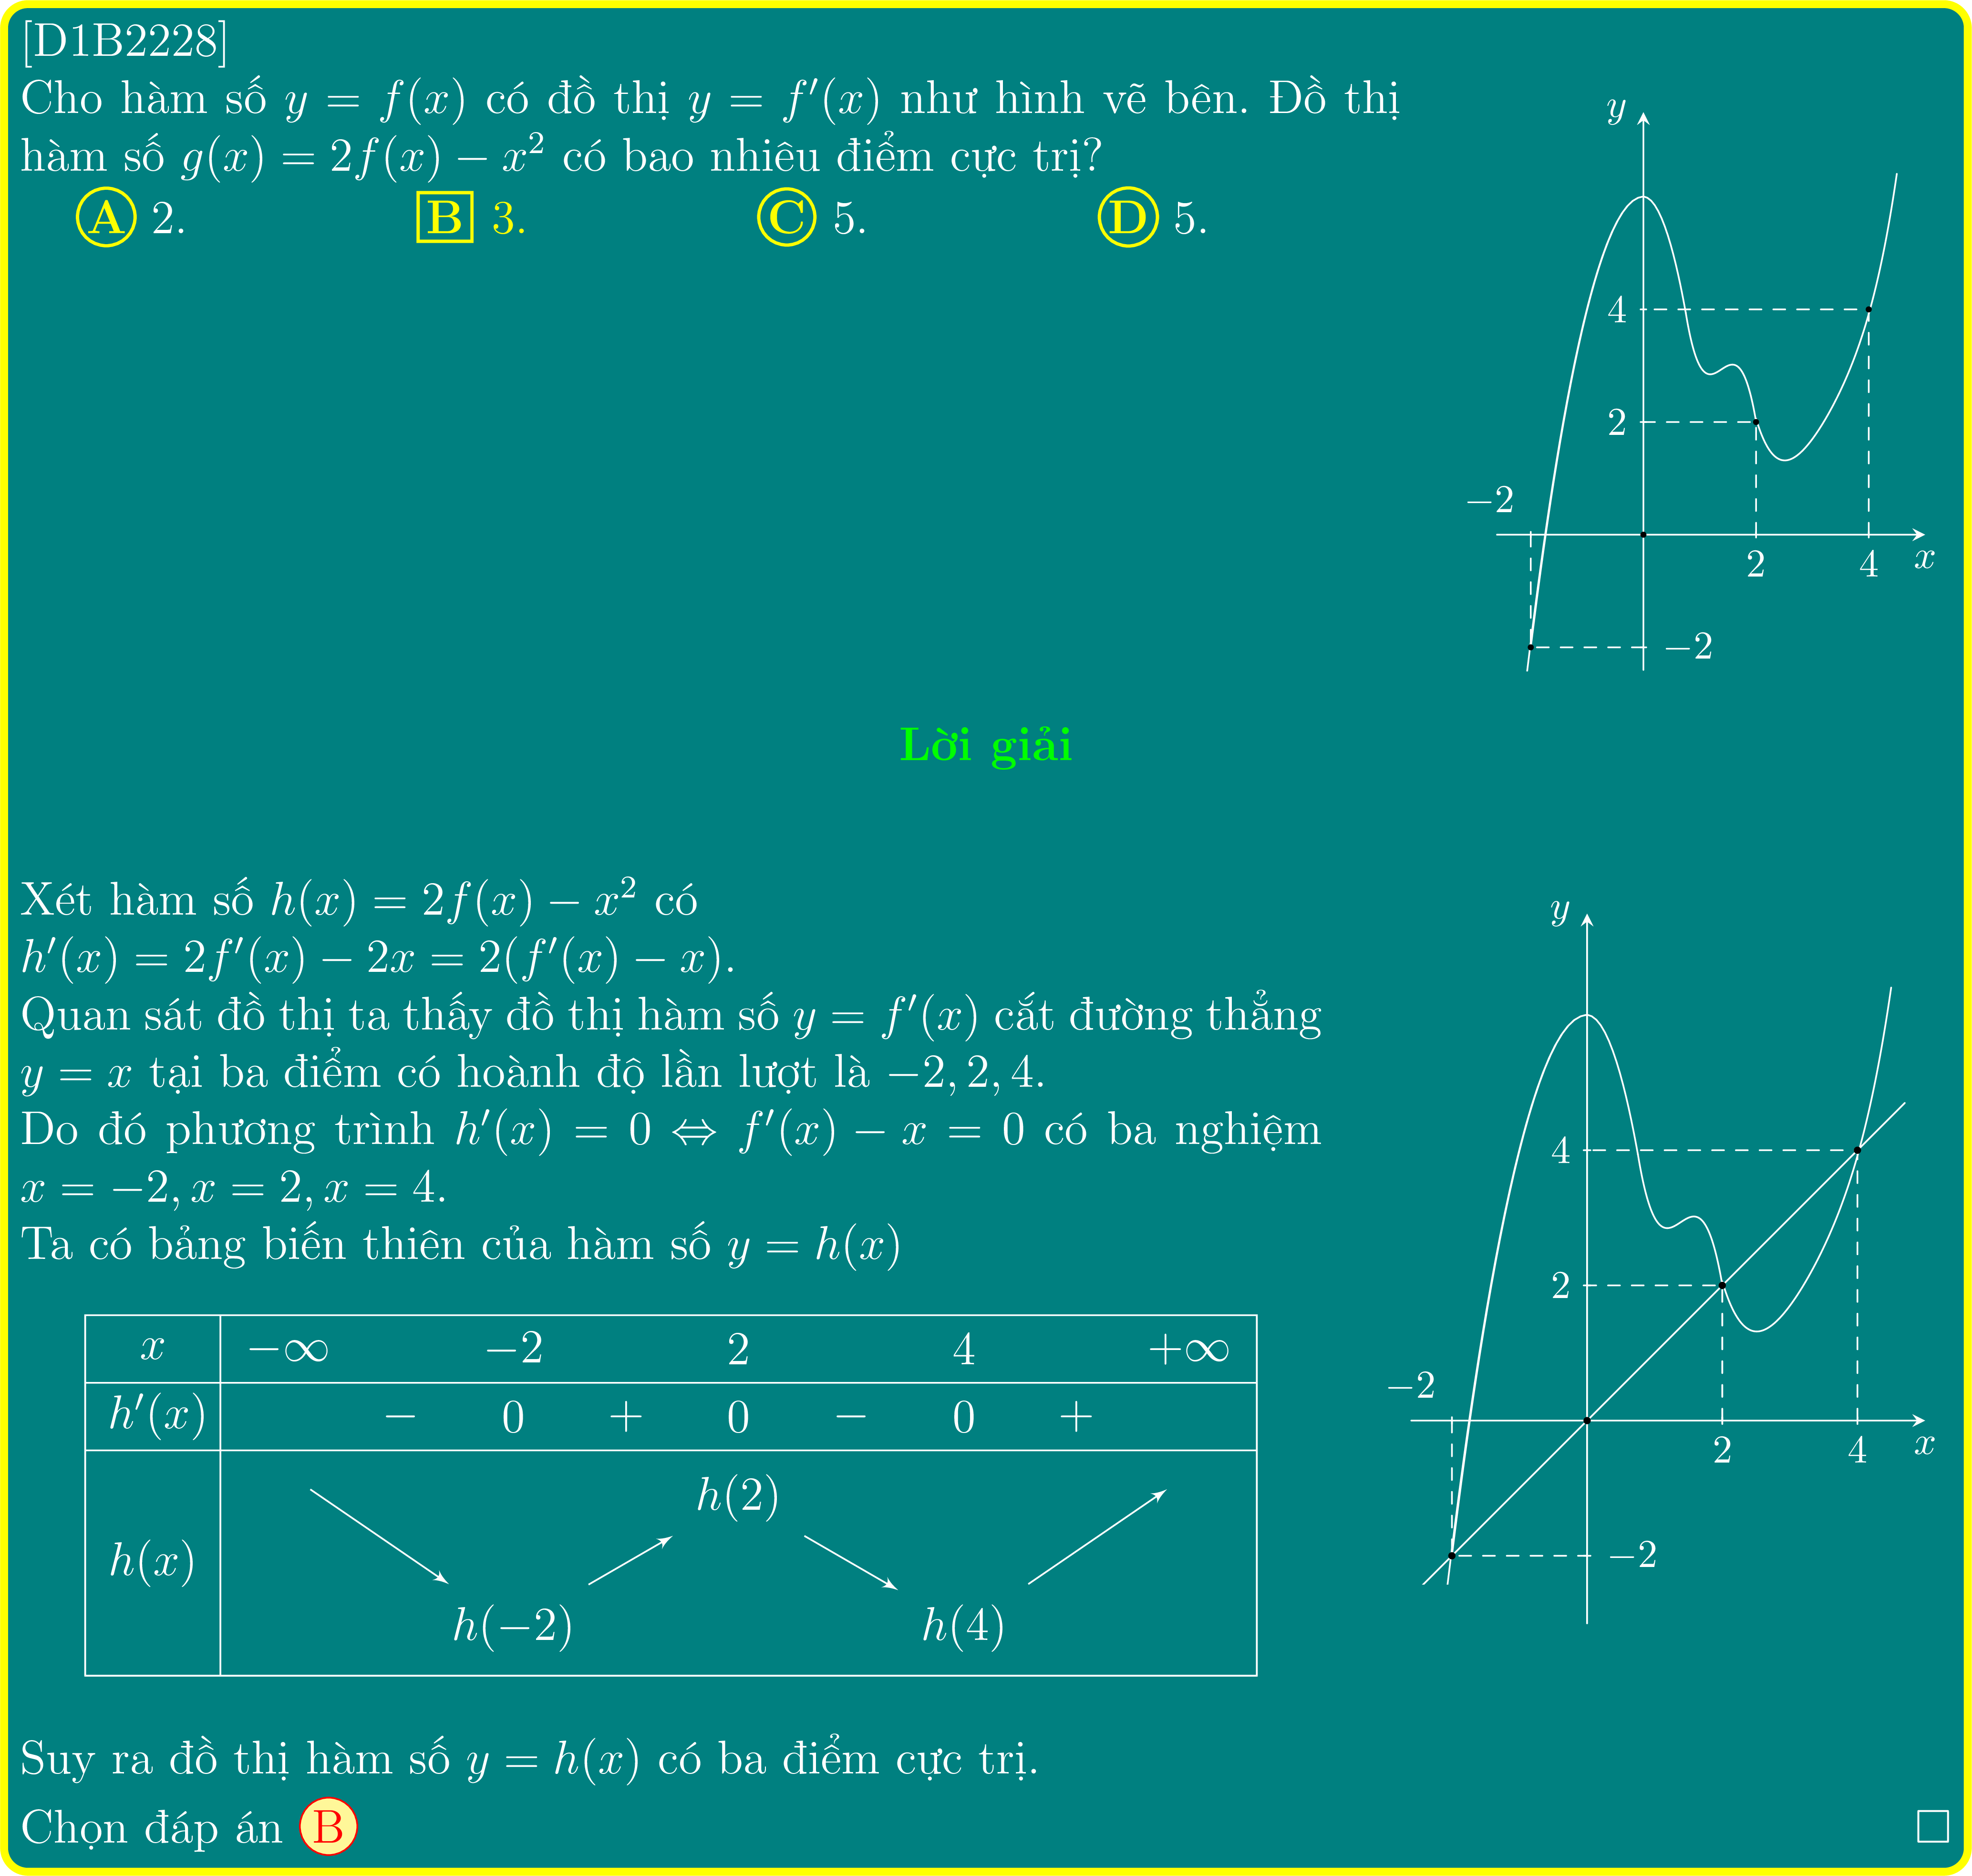 [D1B2228]
Cho hàm số y = f(x) có đồ thị y = f′(x) như hình vẽ bên. Đồ thị
hàm số g(x) = 2f(x) − x² có bao nhiêu điểm cực trị?
A 2. B 3. C 5. D 5.
y
4
2
−2
2 4 x
−2
Lời giải
Xét hàm số h(x) = 2f(x) − x² có
h′(x) = 2f′(x) − 2x = 2(f′(x) − x).
Quan sát đồ thị ta thấy đồ thị hàm số y = f′(x) cắt đường thẳng
y = x tại ba điểm có hoành độ lần lượt là −2, 2, 4.
Do đó phương trình h′(x) = 0 ⇔ f′(x) − x = 0 có ba nghiệm
x = −2, x = 2, x = 4.
Ta có bảng biến thiên của hàm số y = h(x)
x −∞ −2 2 4 +∞
h′(x) − 0 + 0 − 0 +
h(2)
h(x)
h(−2) h(4)
y
4
2
−2
2 4 x
−2
Suy ra đồ thị hàm số y = h(x) có ba điểm cực trị.
Chọn đáp án B □